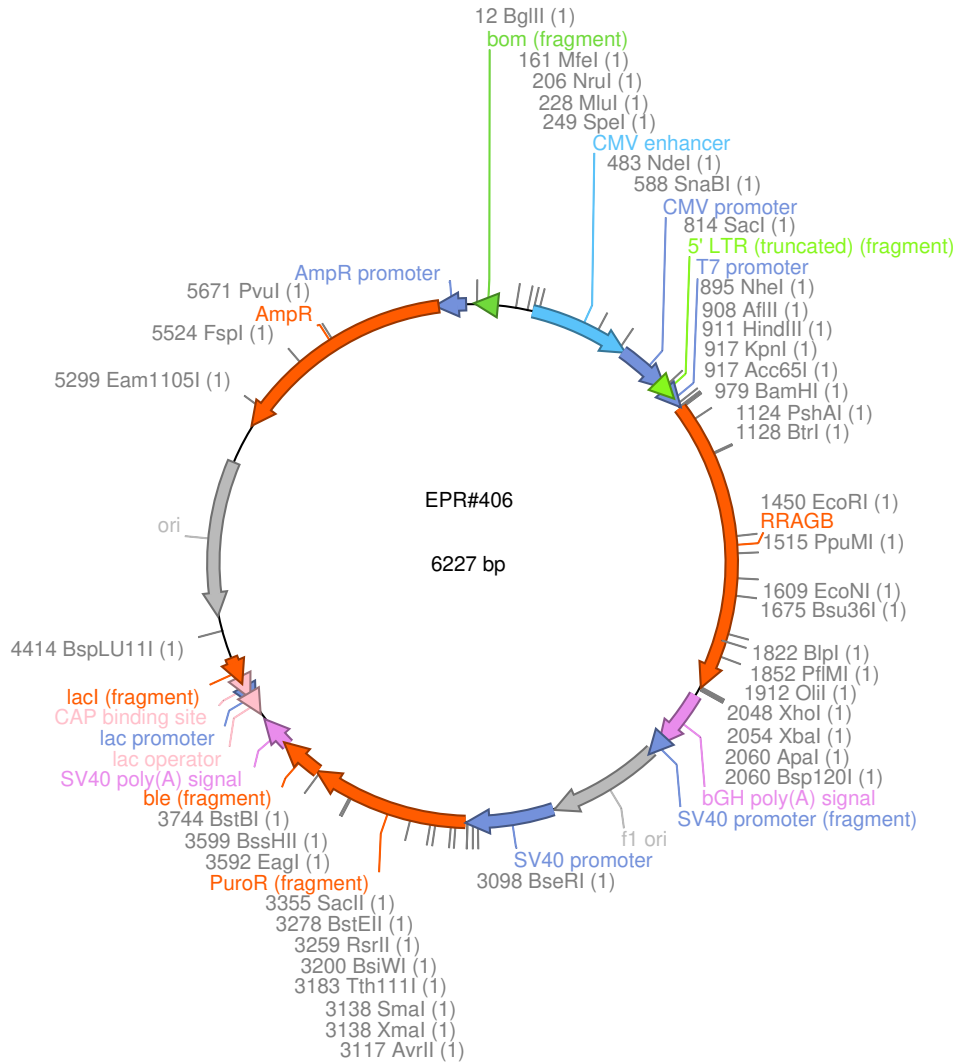 12 BglII (1)
bom (fragment)
161 MfeI (1)
206 NruI (1)
228 MluI (1)
249 SpeI (1)
CMV enhancer
483 NdeI (1)
588 SnaBI (1)
CMV promoter
814 SacI (1)
5' LTR (truncated) (fragment)
T7 promoter
895 NheI (1)
908 AflII (1)
911 HindIII (1)
917 KpnI (1)
917 Acc65I (1)
979 BamHI (1)
1124 PshAI (1)
1128 BtrI (1)
1450 EcoRI (1)
RRAGB
1515 PpuMI (1)
1609 EcoNI (1)
1675 Bsu36I (1)
1822 BlpI (1)
1852 PflMI (1)
1912 OliI (1)
2048 XhoI (1)
2054 XbaI (1)
2060 ApaI (1)
2060 Bsp120I (1)
bGH poly(A) signal
SV40 promoter (fragment)
f1 ori
SV40 promoter
3098 BseRI (1)
3117 AvrII (1)
3138 XmaI (1)
3138 SmaI (1)
3183 Tth111I (1)
3200 BsiWI (1)
3259 RsrII (1)
3278 BstEII (1)
3355 SacII (1)
PuroR (fragment)
3592 EagI (1)
3599 BssHII (1)
3744 BstBI (1)
ble (fragment)
SV40 poly(A) signal
lac operator
lac promoter
CAP binding site
lacI (fragment)
4414 BspLU11I (1)
ori
5299 Eam1105I (1)
5524 FspI (1)
AmpR
5671 PvuI (1)
AmpR promoter
EPR#406
6227 bp